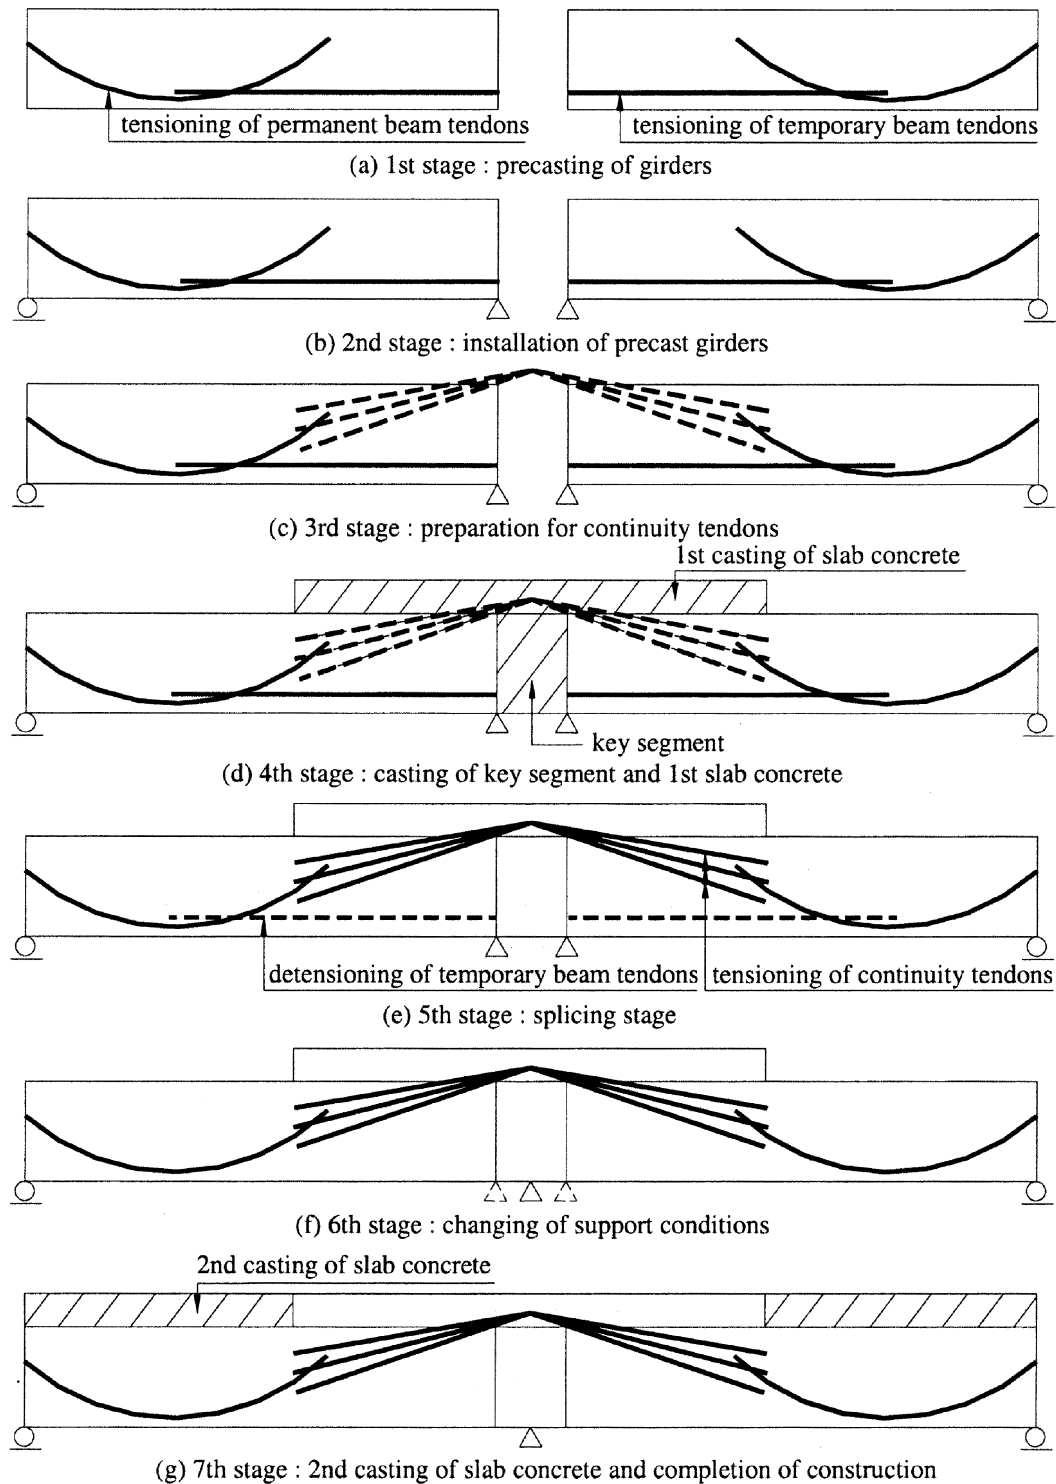 tensioning of permanent beam tendons
tensioning of temporary beam tendons
(a) 1st stage : precasting of girders
(b) 2nd stage : installation of precast girders
(c) 3rd stage : preparation for continuity tendons
1st casting of slab concrete
key segment
(d) 4th stage : casting of key segment and 1st slab concrete
detensioning of temporary beam tendons
tensioning of continuity tendons
(e) 5th stage : splicing stage
(f) 6th stage : changing of support conditions
2nd casting of slab concrete
(g) 7th stage : 2nd casting of slab concrete and completion of construction